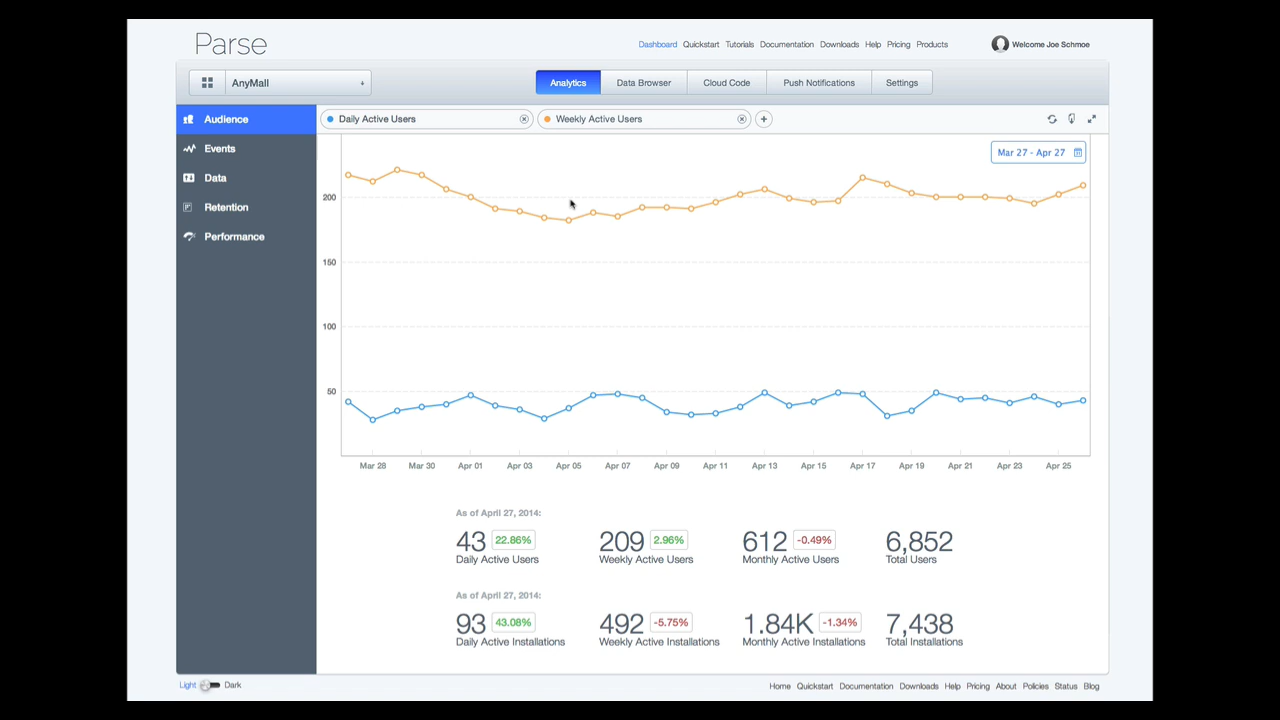 Parse
Dashboard Quickstart Tutorials Documentation Downloads Help Pricing Products
Welcome Joe Schmoe
AnyMall
Analytics Data Browser Cloud Code Push Notifications Settings
Audience
Events
Data
Retention
Performance
Daily Active Users
Weekly Active Users
+
Mar 27 - Apr 27
200
150
100
50
Mar 28 Mar 30 Apr 01 Apr 03 Apr 05 Apr 07 Apr 09 Apr 11 Apr 13 Apr 15 Apr 17 Apr 19 Apr 21 Apr 23 Apr 25
As of April 27, 2014:
43 22.86% 209 2.96% 612 -0.49% 6,852
Daily Active Users Weekly Active Users Monthly Active Users Total Users
As of April 27, 2014:
93 43.08% 492 -5.75% 1.84K -1.34% 7,438
Daily Active Installations Weekly Active Installations Monthly Active Installations Total Installations
Light Dark
Home Quickstart Documentation Downloads Help Pricing About Policies Status Blog